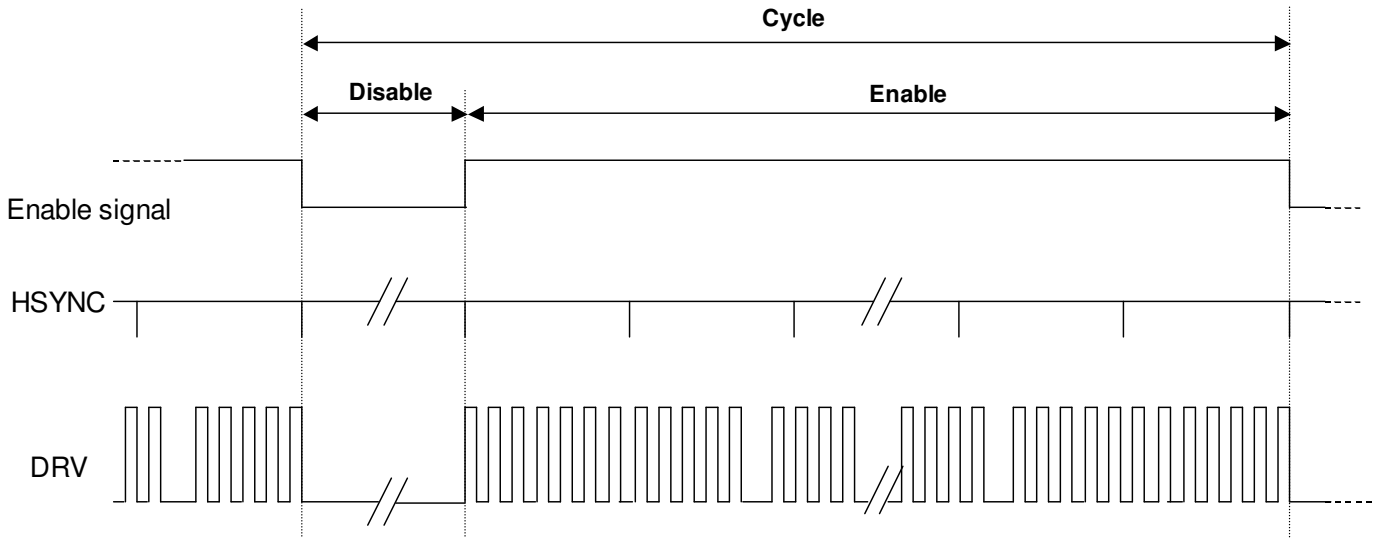 Cycle
Disable
Enable
Enable signal
HSYNC
DRV